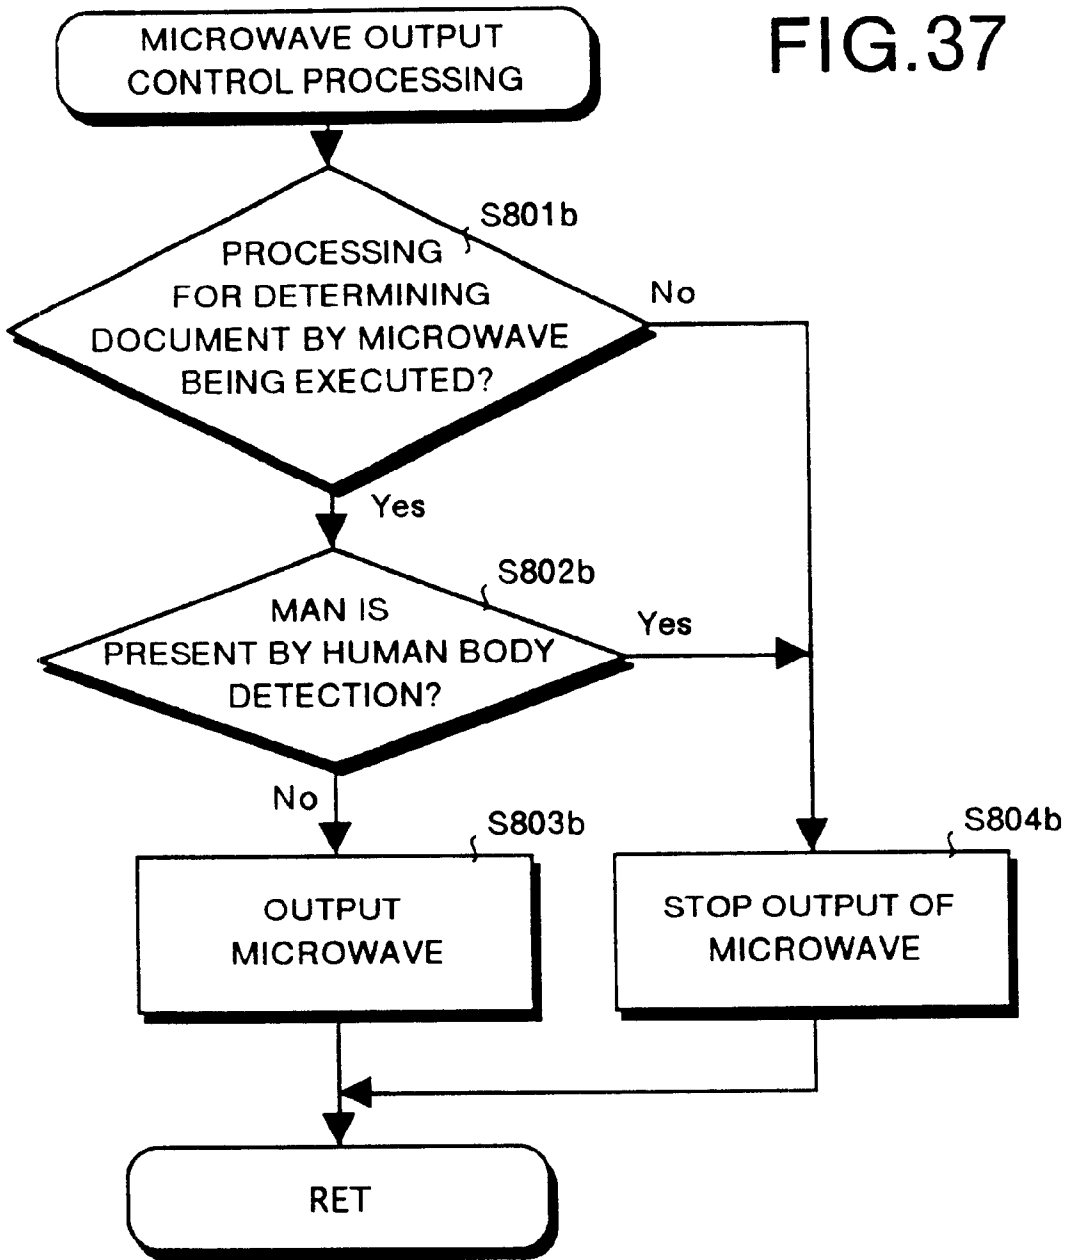 FIG.37
MICROWAVE OUTPUT
CONTROL PROCESSING
S801b
PROCESSING
FOR DETERMINING
DOCUMENT BY MICROWAVE
BEING EXECUTED?
No
Yes
S802b
MAN IS
PRESENT BY HUMAN BODY
DETECTION?
Yes
No
S803b
OUTPUT
MICROWAVE
S804b
STOP OUTPUT OF
MICROWAVE
RET